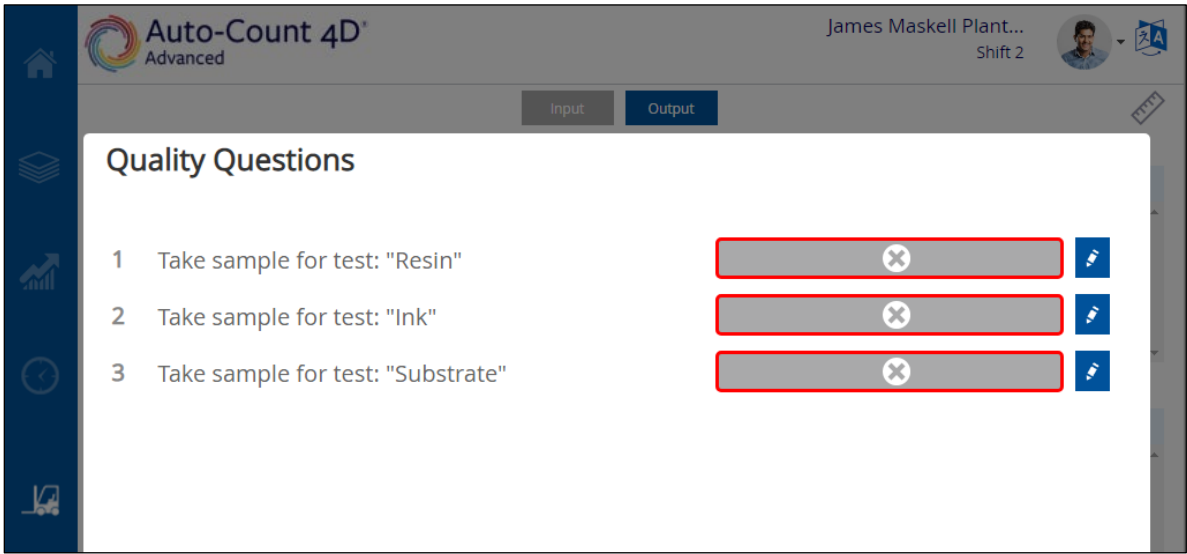 Auto-Count 4D®
Advanced
James Maskell Plant...
Shift 2
Input
Output
Quality Questions
1 Take sample for test: "Resin"
2 Take sample for test: "Ink"
3 Take sample for test: "Substrate"